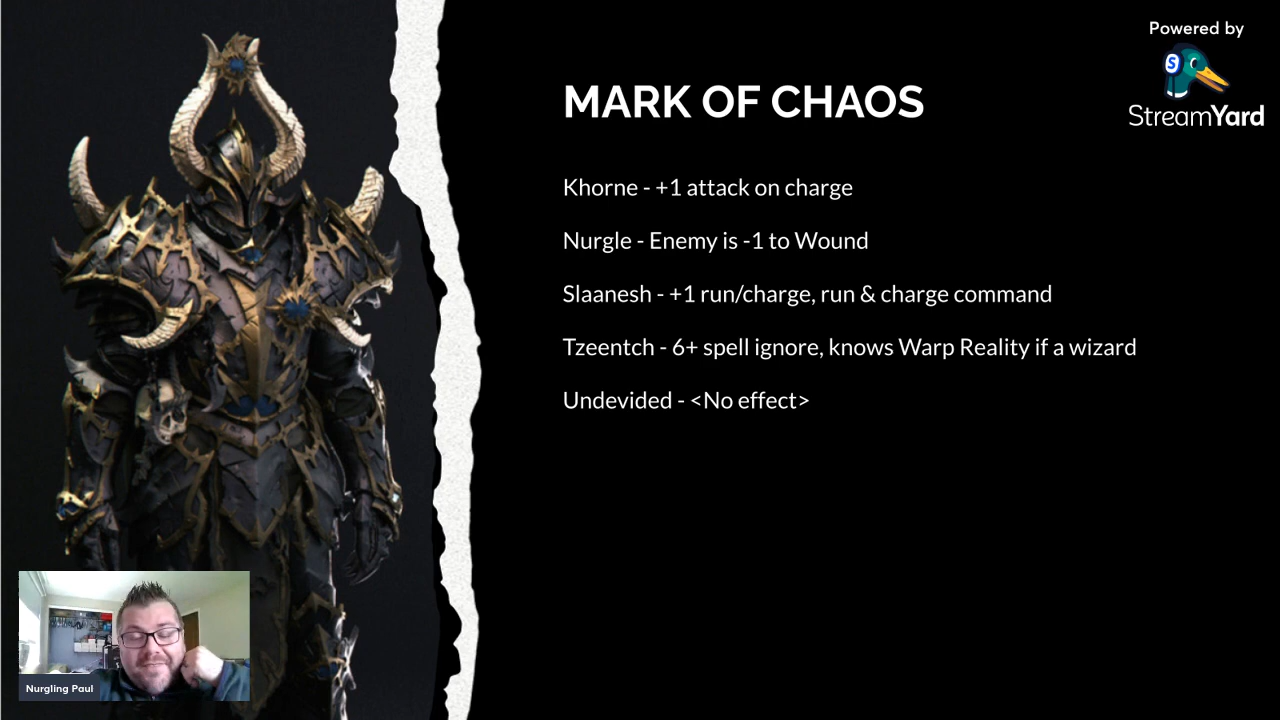 Powered by
S
StreamYard
MARK OF CHAOS
Khorne - +1 attack on charge
Nurgle - Enemy is -1 to Wound
Slaanesh - +1 run/charge, run & charge command
Tzeentch - 6+ spell ignore, knows Warp Reality if a wizard
Undevided - <No effect>
Nurgling Paul